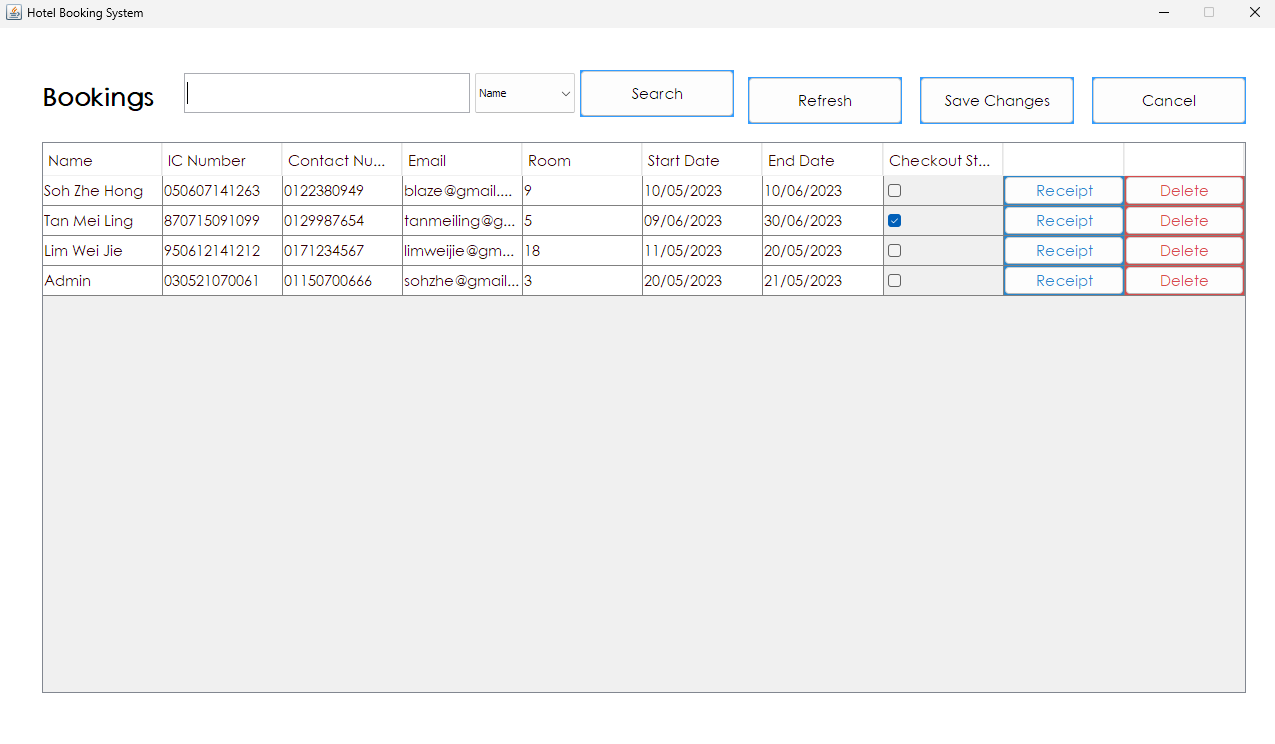 Hotel Booking System
Bookings Name Search Refresh Save Changes Cancel
Name IC Number Contact Nu... Email Room Start Date End Date Checkout St...
Soh Zhe Hong 050607141263 0122380949 blaze@gmail.... 9 10/05/2023 10/06/2023 Receipt Delete
Tan Mei Ling 870715091099 0129987654 tanmeiling@g... 5 09/06/2023 30/06/2023 Receipt Delete
Lim Wei Jie 950612141212 0171234567 limweijie@gm... 18 11/05/2023 20/05/2023 Receipt Delete
Admin 030521070061 01150700666 sohzhe@gmail... 3 20/05/2023 21/05/2023 Receipt Delete